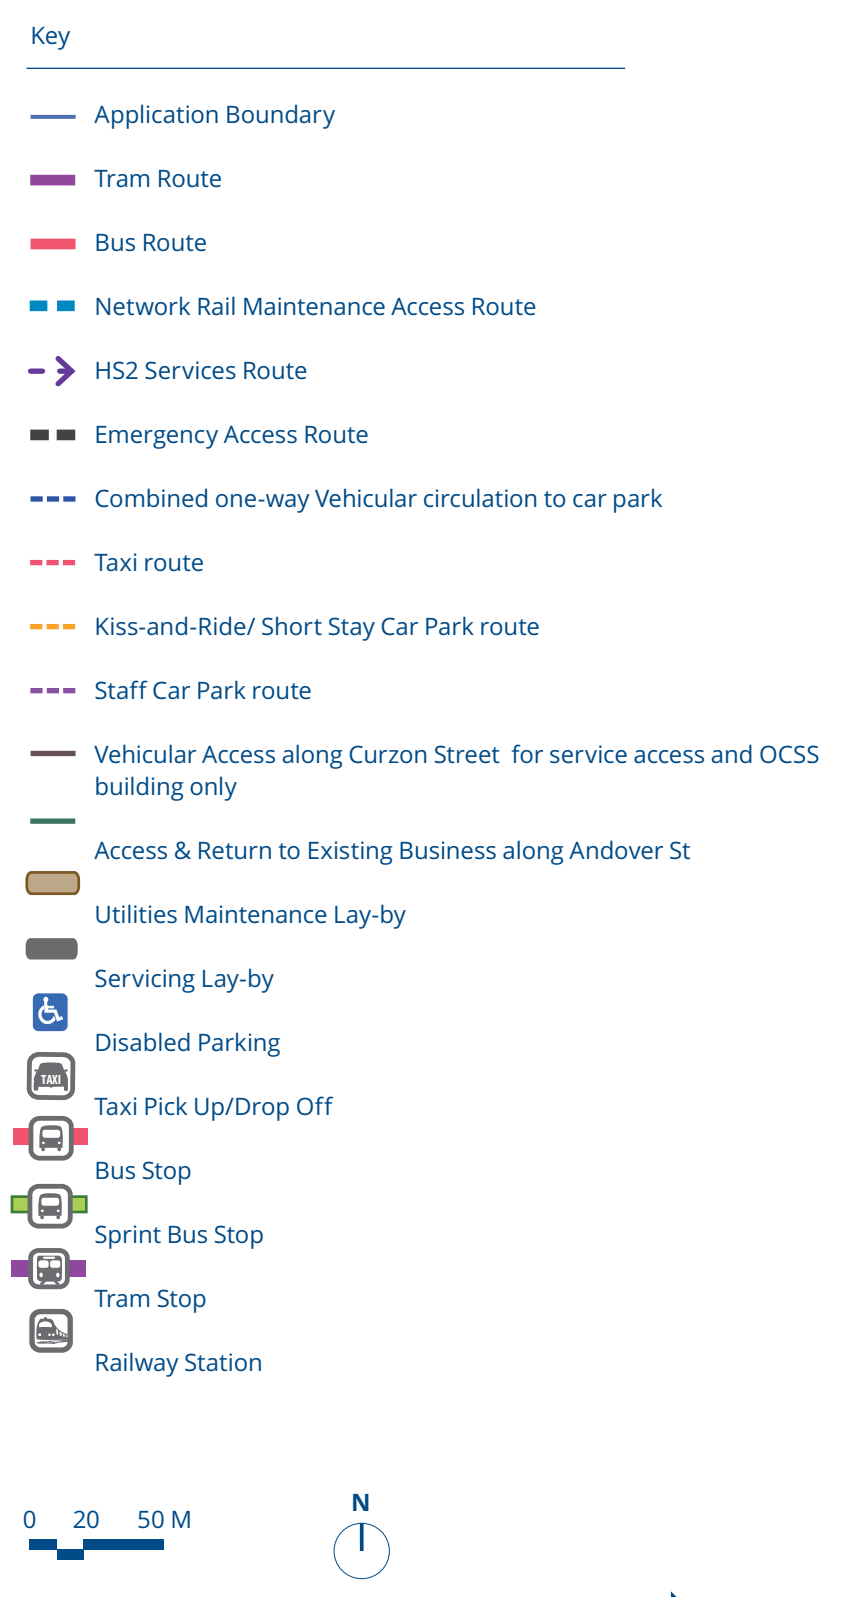 Key
Application Boundary
Tram Route
Bus Route
Network Rail Maintenance Access Route
HS2 Services Route
Emergency Access Route
Combined one-way Vehicular circulation to car park
Taxi route
Kiss-and-Ride/ Short Stay Car Park route
Staff Car Park route
Vehicular Access along Curzon Street  for service access and OCSS
building only
Access & Return to Existing Business along Andover St
Utilities Maintenance Lay-by
Servicing Lay-by
Disabled Parking
TAXI
Taxi Pick Up/Drop Off
Bus Stop
Sprint Bus Stop
Tram Stop
Railway Station
N
0 20 50 M